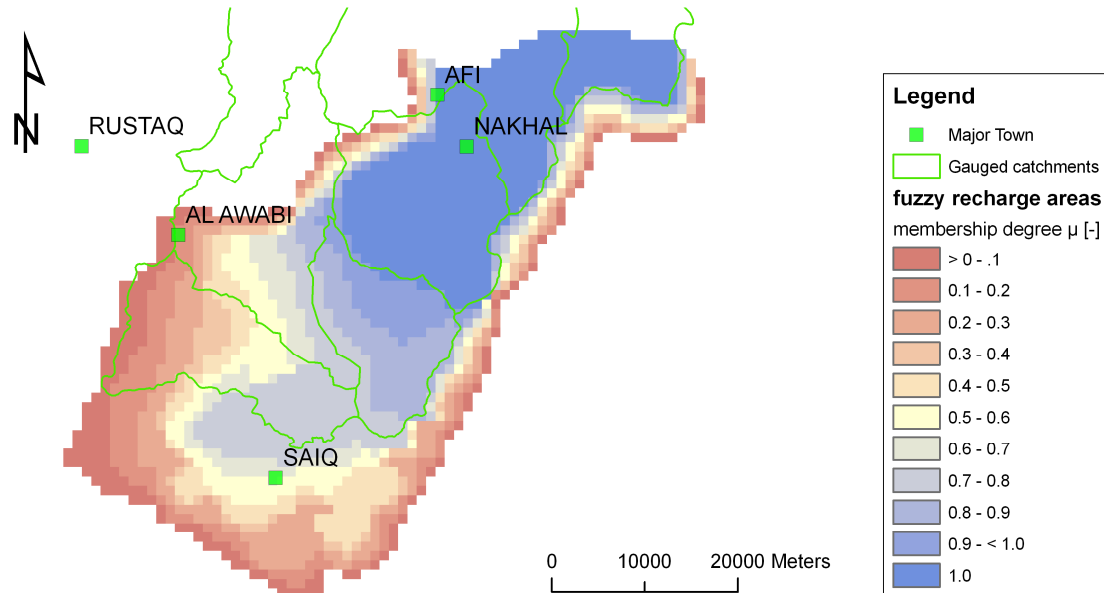 N
RUSTAQ
AFI
NAKHAL
AL AWABI
SAIQ
0 10000 20000 Meters
Legend
Major Town
Gauged catchments
fuzzy recharge areas
membership degree µ [-]
> 0 - .1
0.1 - 0.2
0.2 - 0.3
0.3 - 0.4
0.4 - 0.5
0.5 - 0.6
0.6 - 0.7
0.7 - 0.8
0.8 - 0.9
0.9 - < 1.0
1.0